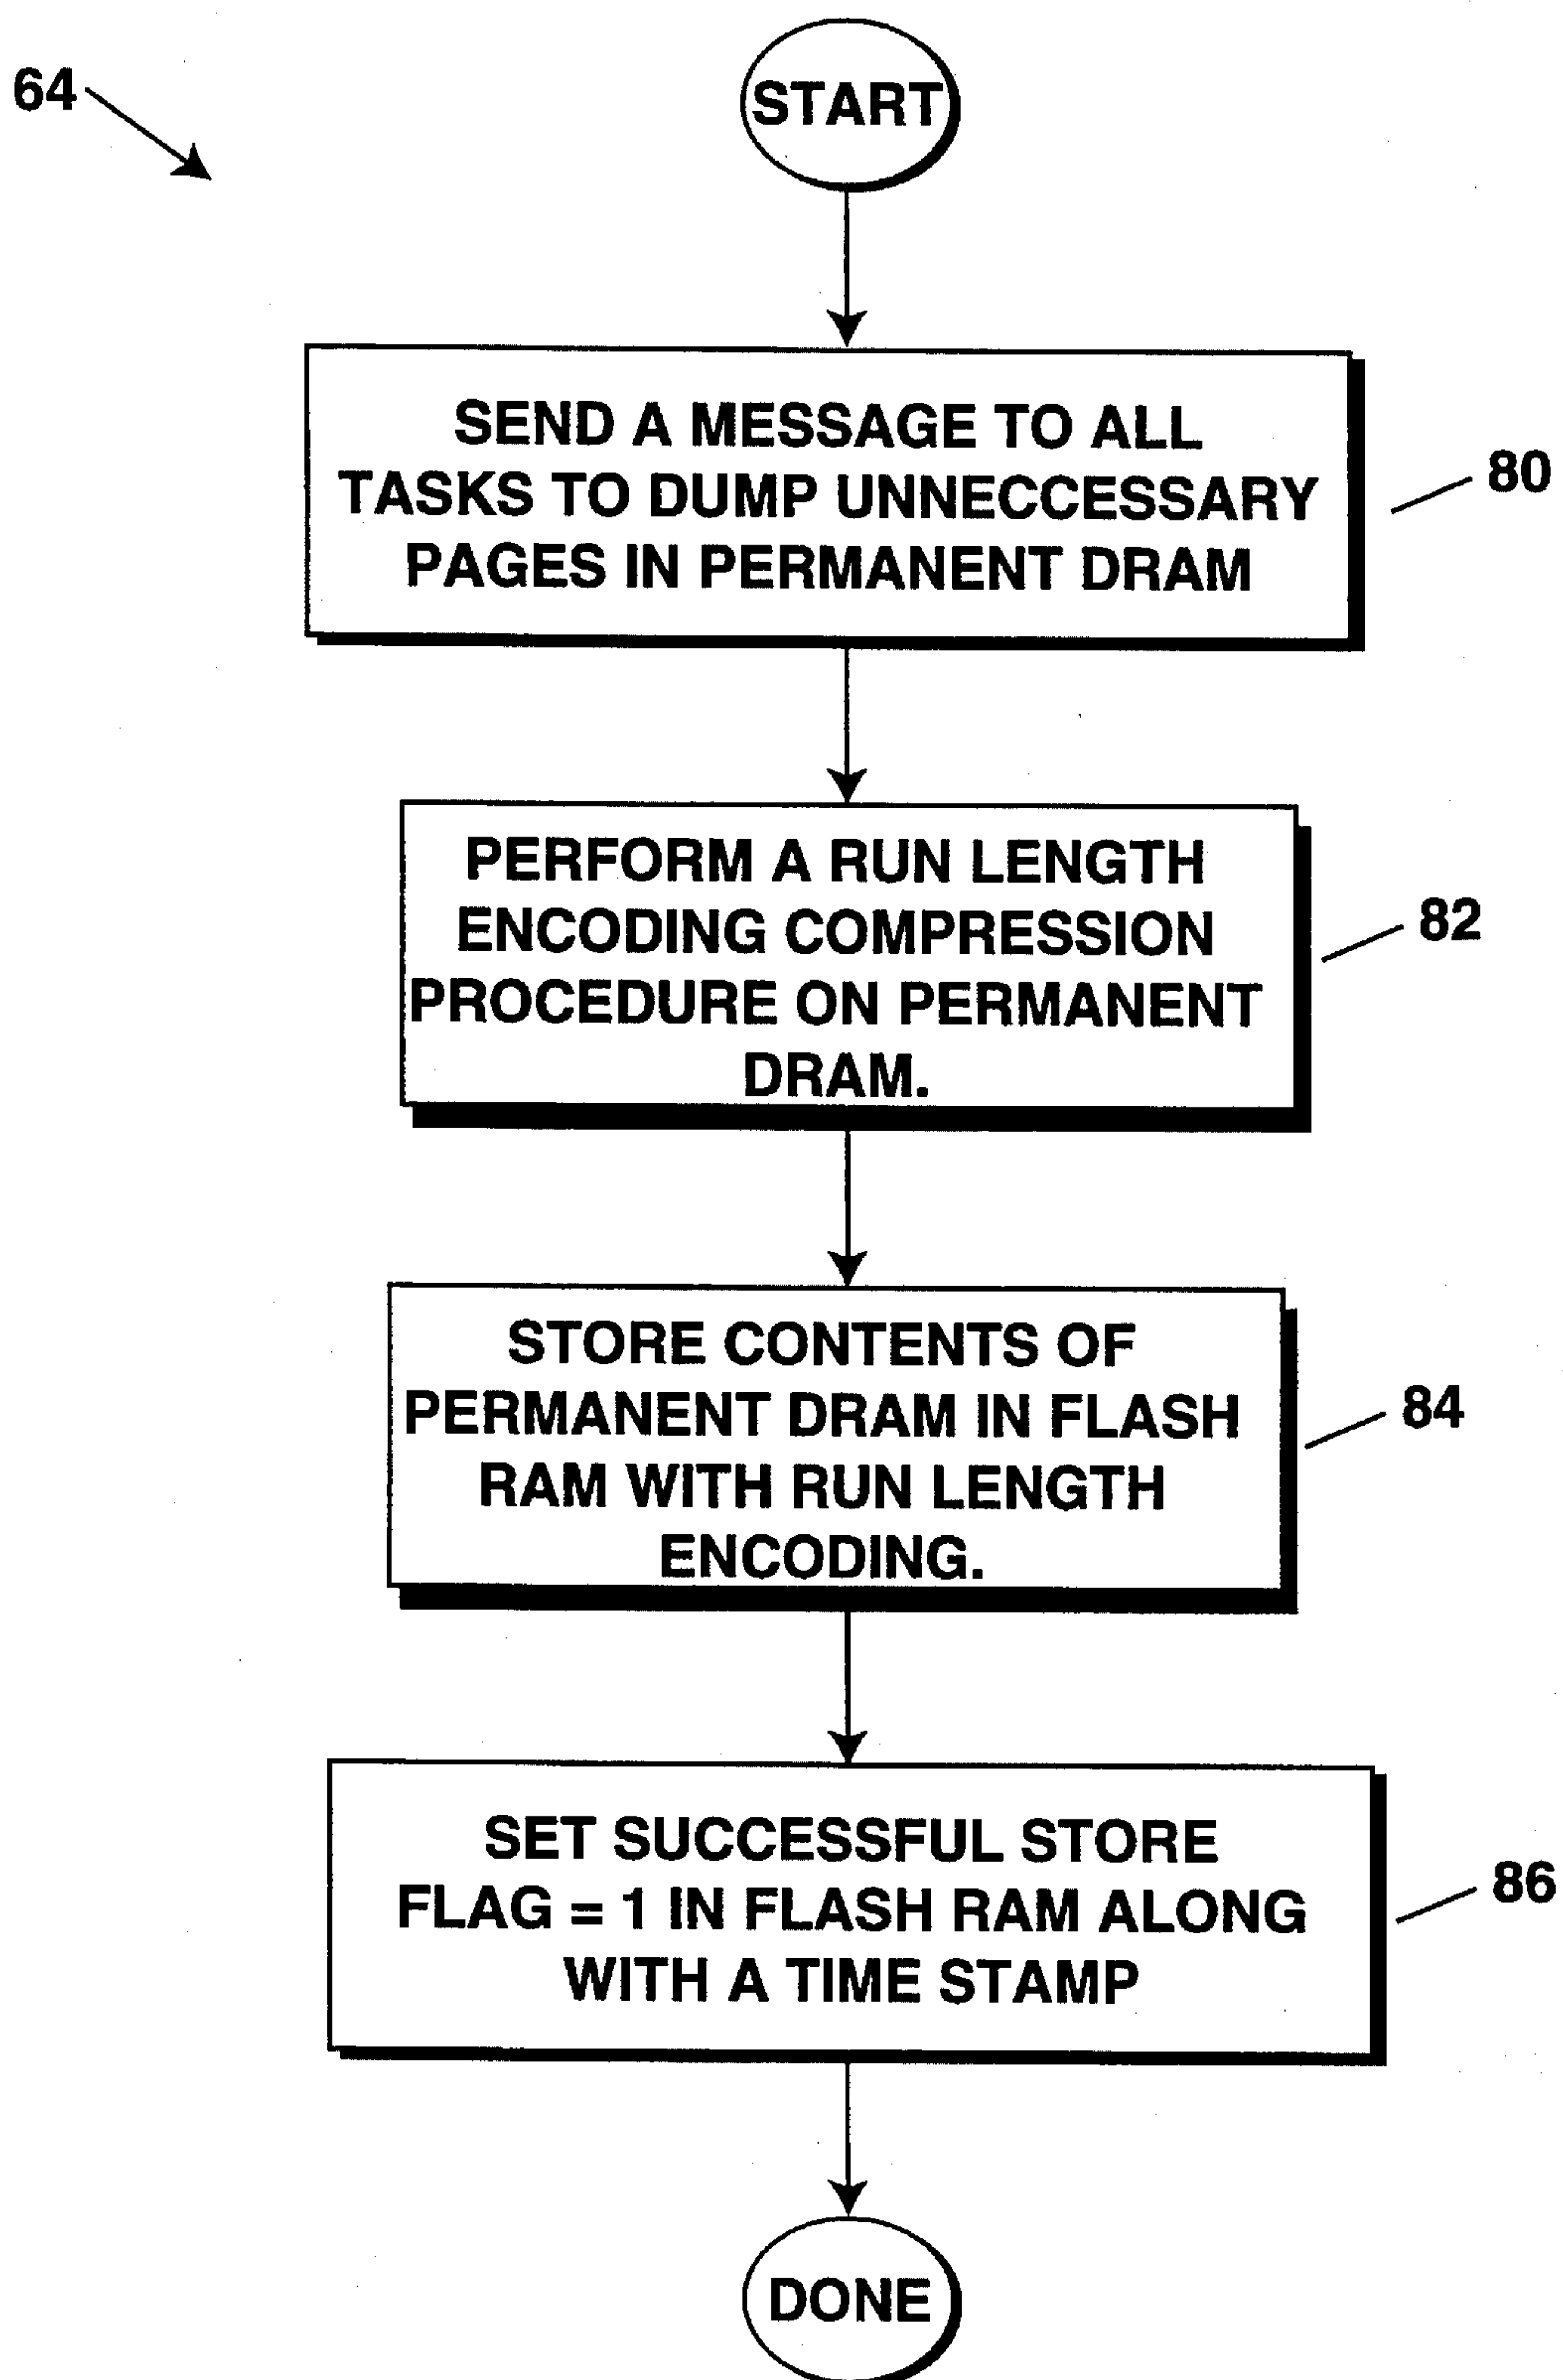 64
START
SEND A MESSAGE TO ALL
TASKS TO DUMP UNNECCESSARY
PAGES IN PERMANENT DRAM
80
PERFORM A RUN LENGTH
ENCODING COMPRESSION
PROCEDURE ON PERMANENT
DRAM.
82
STORE CONTENTS OF
PERMANENT DRAM IN FLASH
RAM WITH RUN LENGTH
ENCODING.
84
SET SUCCESSFUL STORE
FLAG = 1 IN FLASH RAM ALONG
WITH A TIME STAMP
86
DONE